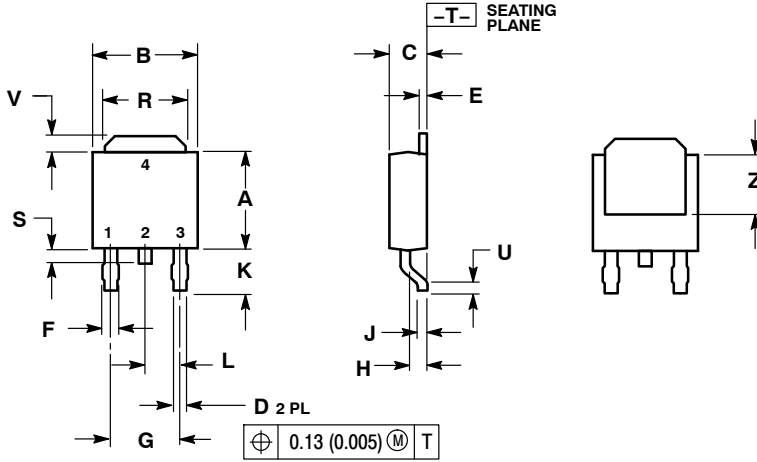 –T– SEATING
PLANE
B
C
V
R
E
4
A
Z
S
1 2 3
U
K
F
J
L
H
D 2 PL
G
⌖ 0.13 (0.005) Ⓜ T